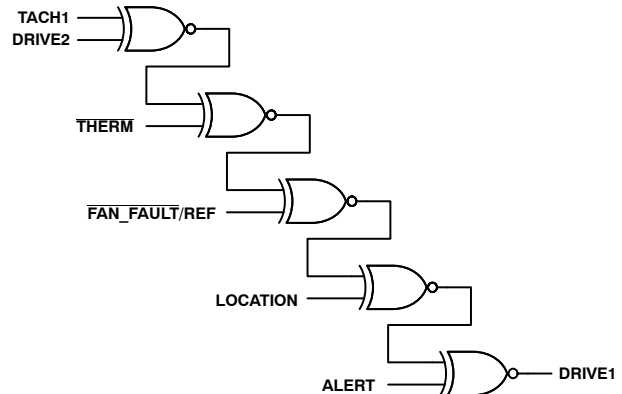 TACH1
DRIVE2
THERM
FAN_FAULT/REF
LOCATION
ALERT
DRIVE1